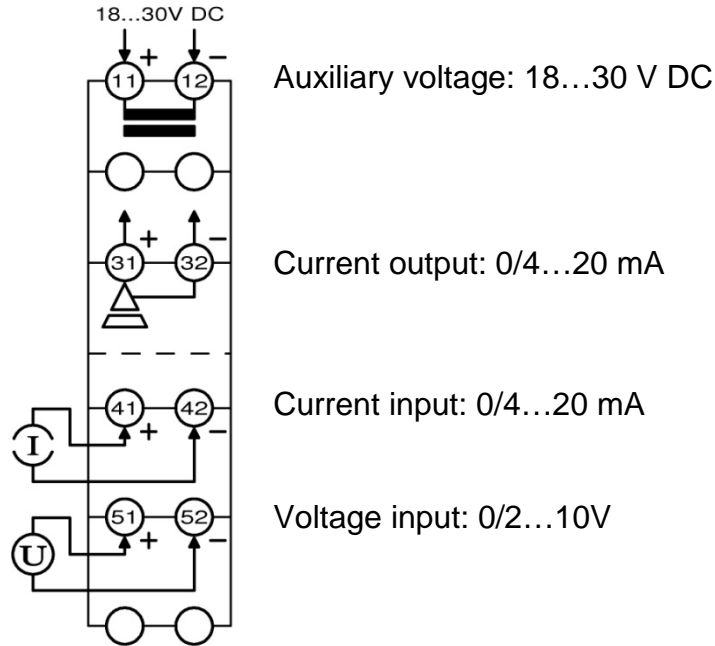 18...30V DC
+ −
11 12
Auxiliary voltage: 18…30 V DC
+ −
31 32
Current output: 0/4…20 mA
41 42
Current input: 0/4…20 mA
+ −
I
51 52
Voltage input: 0/2…10V
+ −
U